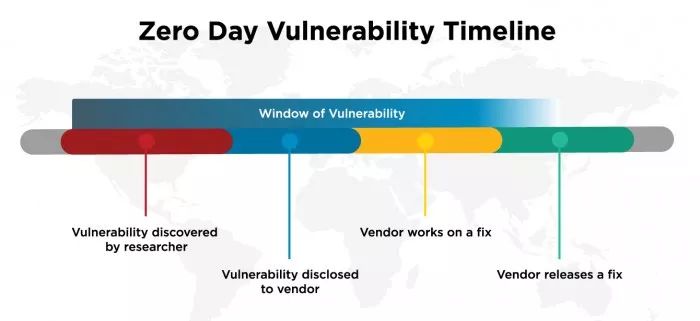 Zero Day Vulnerability Timeline
Window of Vulnerability
Vulnerability discovered
by researcher
Vulnerability disclosed
to vendor
Vendor works on a fix
Vendor releases a fix